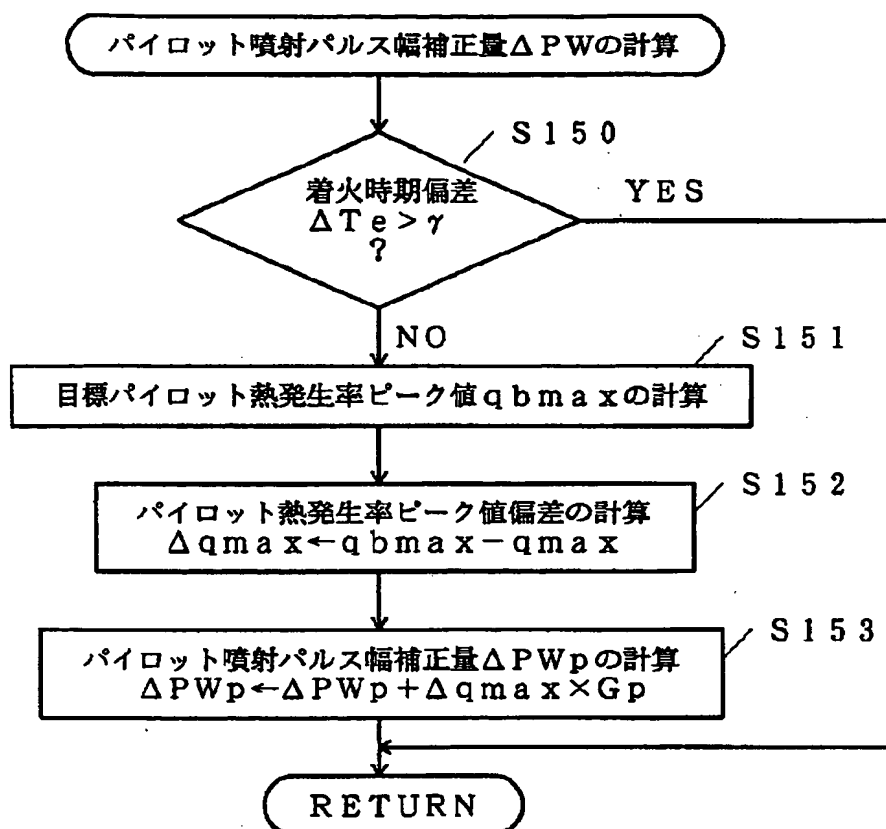 パイロット噴射パルス幅補正量ΔPWの計算
S150
着火時期偏差
ΔTe>γ
?
YES
NO
S151
目標パイロット熱発生率ピーク値qbmaxの計算
S152
パイロット熱発生率ピーク値偏差の計算
Δqmax←qbmax−qmax
S153
パイロット噴射パルス幅補正量ΔPWpの計算
ΔPWp←ΔPWp+Δqmax×Gp
RETURN